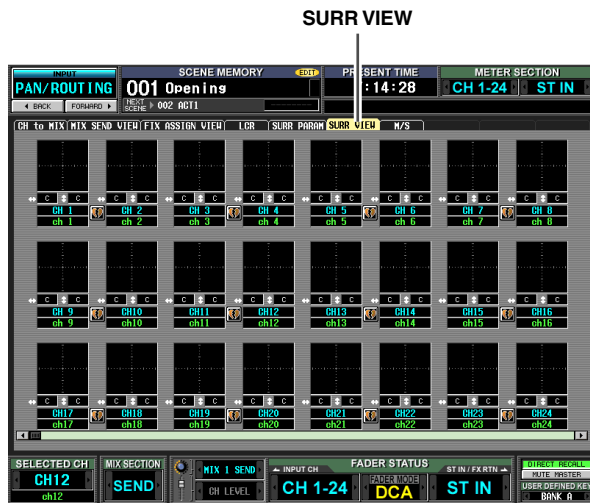 SURR VIEW
INPUT
PAN/ROUTING
BACK FORWARD
SCENE MEMORY EDIT
001 Opening
NEXT SCENE 002 ACT1
PRESENT TIME
:14:28
METER SECTION
CH 1-24 ST IN
CH to MIX MIX SEND VIEW FIX ASSIGN VIEW LCR SURR PARAM SURR VIEW M/S
C C C C C C C C C C C C C C C C
CH 1 CH 2 CH 3 CH 4 CH 5 CH 6 CH 7 CH 8
ch 1 ch 2 ch 3 ch 4 ch 5 ch 6 ch 7 ch 8
C C C C C C C C C C C C C C C C
CH 9 CH10 CH11 CH12 CH13 CH14 CH15 CH16
ch 9 ch10 ch11 ch12 ch13 ch14 ch15 ch16
C C C C C C C C C C C C C C C C
CH17 CH18 CH19 CH20 CH21 CH22 CH23 CH24
ch17 ch18 ch19 ch20 ch21 ch22 ch23 ch24
SELECTED CH
CH12
ch12
MIX SECTION
SEND
MIX 1 SEND
CH LEVEL
FADER STATUS
INPUT CH
CH 1-24
FADER MODE
DCA
ST IN / FX RTN
ST IN
DIRECT RECALL
MUTE MASTER
USER DEFINED KEY
BANK A